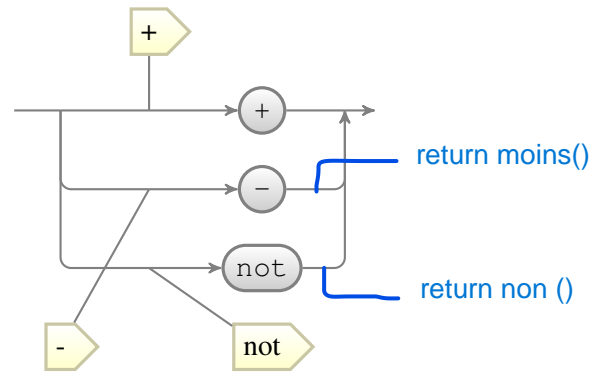 +
+
−
return moins()
not
return non ()
-
not